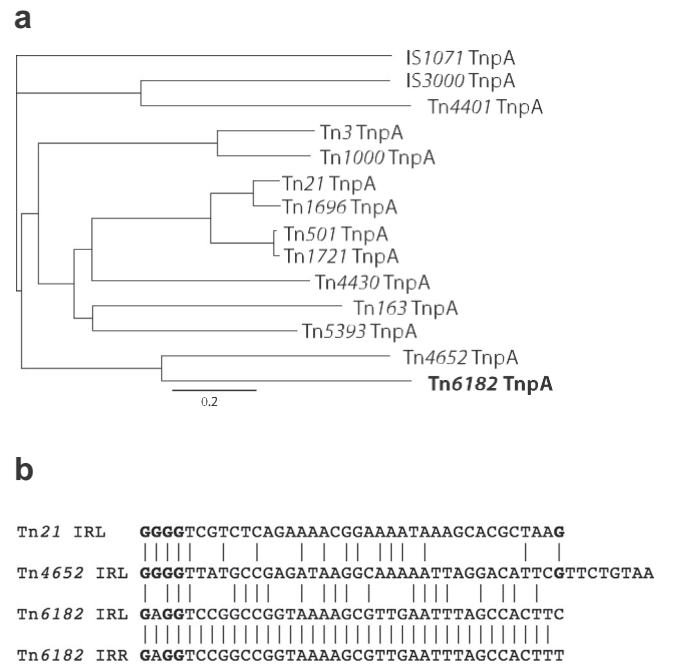 a
IS1071 TnpA
IS3000 TnpA
Tn4401 TnpA
Tn3 TnpA
Tn1000 TnpA
Tn21 TnpA
Tn1696 TnpA
Tn501 TnpA
Tn1721 TnpA
Tn4430 TnpA
Tn163 TnpA
Tn5393 TnpA
Tn4652 TnpA
Tn6182 TnpA
0.2
b
Tn21 IRL GGGGTCGTCTCAGAAAACGGAAAATAAAGCACGCTAAG
Tn4652 IRL GGGGTTATGCCGAGATAAGGCAAAAATTAGGACATTCGTTCTGTAA
Tn6182 IRL GAGGTCCGGCCGGTAAAAGCGTTGAATTTAGCCACTTC
Tn6182 IRR GAGGTCCGGCCGGTAAAAGCGTTGAATTTAGCCACTTT